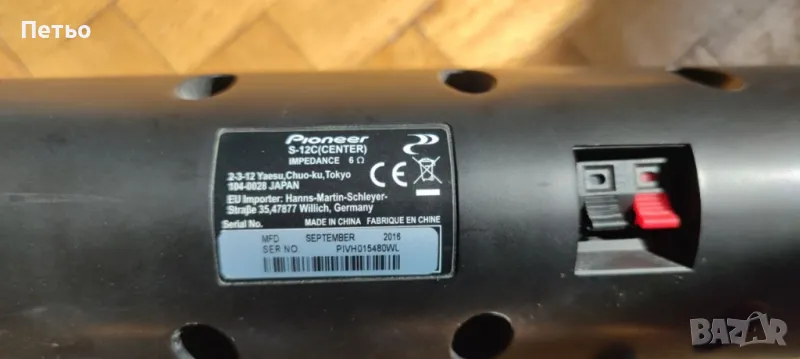 Петьо
Pioneer
S-12C(CENTER)
IMPEDANCE 6 Ω
2-3-12 Yaesu,Chuo-ku,Tokyo
104-0028 JAPAN
EU Importer: Hanns-Martin-Schleyer-
Straße 35,47877 Willich, Germany
Serial No. MADE IN CHINA FABRIQUE EN CHINE
MFD SEPTEMBER 2016
SER NO PIVH015480WL
BAZAR